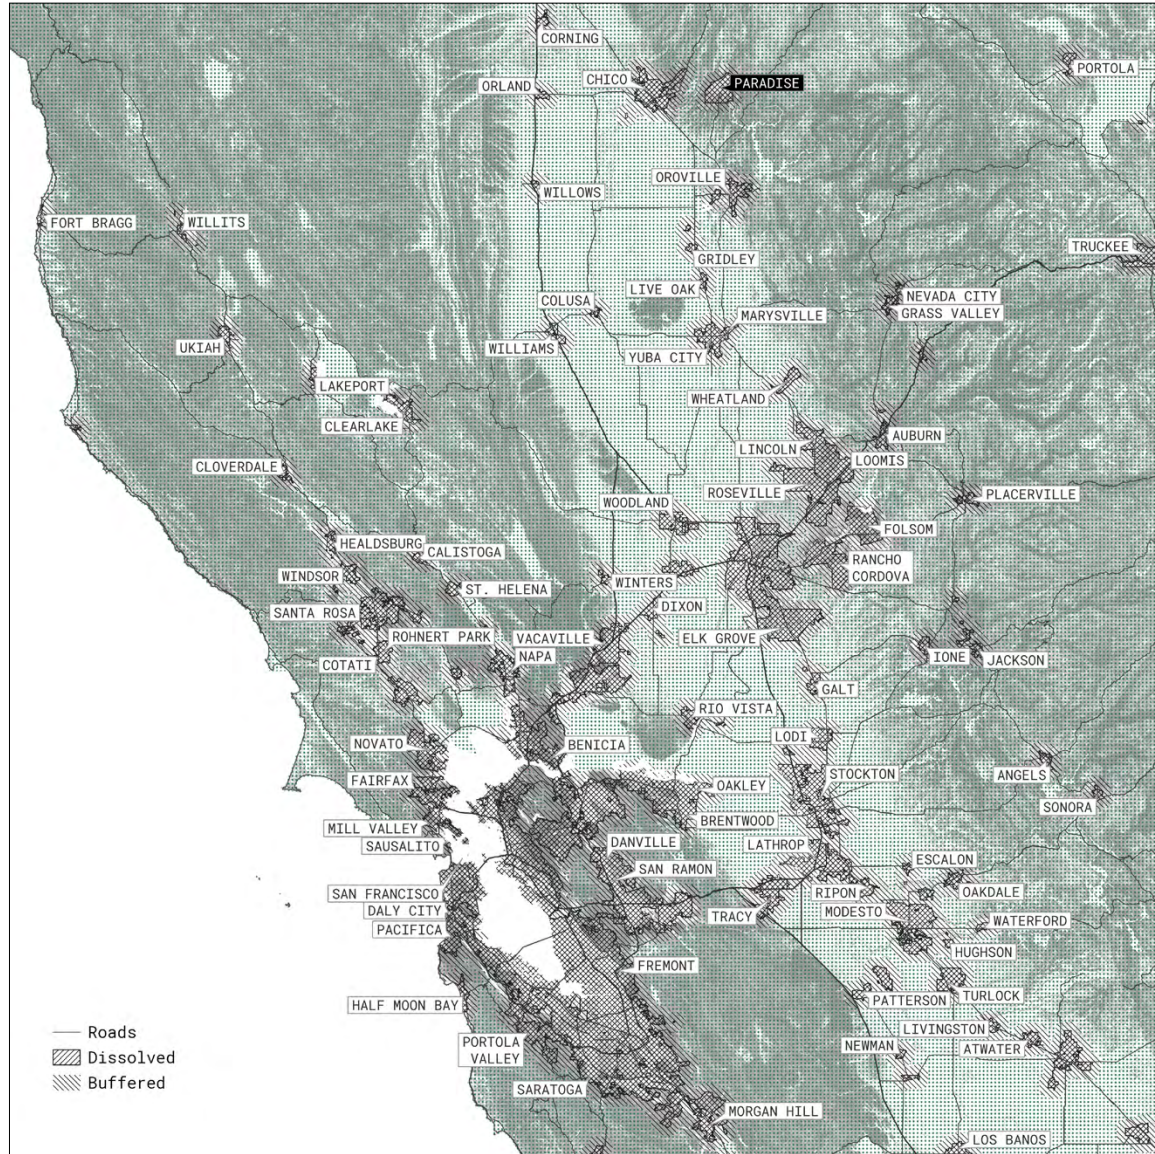 CORNING
PORTOLA
CHICO
PARADISE
ORLAND
OROVILLE
WILLOWS
FORT BRAGG
WILLITS
TRUCKEE
GRIDLEY
LIVE OAK
NEVADA CITY
COLUSA
GRASS VALLEY
MARYSVILLE
UKIAH
WILLIAMS
YUBA CITY
LAKEPORT
WHEATLAND
CLEARLAKE
AUBURN
LINCOLN
LOOMIS
CLOVERDALE
ROSEVILLE
PLACERVILLE
WOODLAND
FOLSOM
HEALDSBURG
CALISTOGA
RANCHO
CORDOVA
WINDSOR
ST. HELENA
WINTERS
DIXON
SANTA ROSA
ROHNERT PARK
VACAVILLE
ELK GROVE
COTATI
NAPA
IONE
JACKSON
GALT
RIO VISTA
LODI
NOVATO
BENICIA
STOCKTON
ANGELS
FAIRFAX
OAKLEY
SONORA
BRENTWOOD
MILL VALLEY
SAUSALITO
DANVILLE
LATHROP
ESCALON
SAN RAMON
SAN FRANCISCO
RIPON
OAKDALE
DALY CITY
TRACY
MODESTO
PACIFICA
WATERFORD
HUGHSON
FREMONT
HALF MOON BAY
PATTERSON
TURLOCK
LIVINGSTON
PORTOLA
VALLEY
NEWMAN
ATWATER
SARATOGA
MORGAN HILL
LOS BANOS
Roads
Dissolved
Buffered